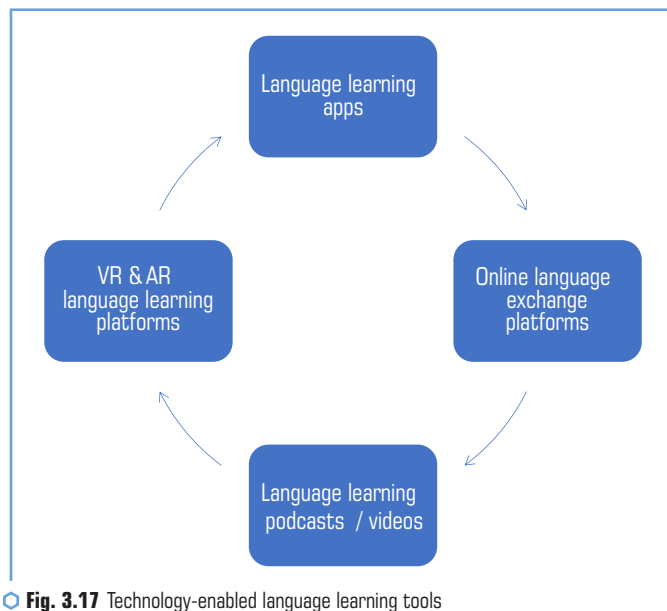 Language learning
apps
VR & AR
language learning
platforms
Online language
exchange
platforms
Language learning
podcasts / videos
Fig. 3.17 Technology-enabled language learning tools